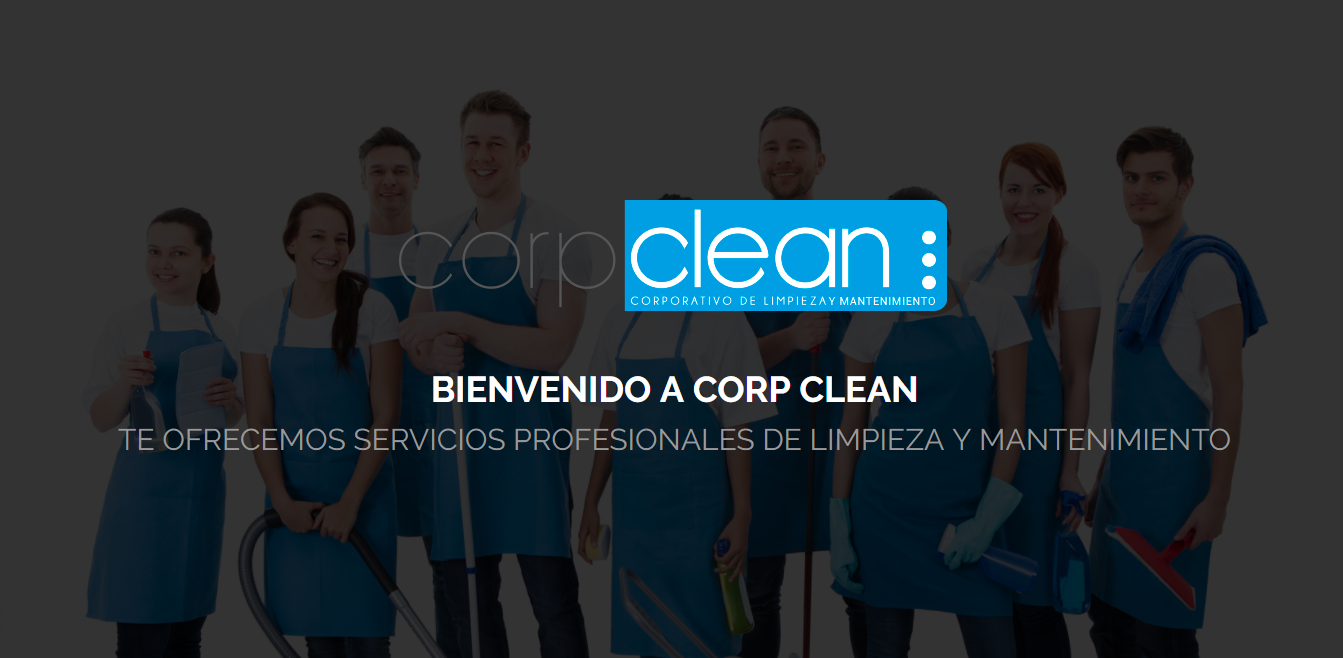 corp clean
CORPORATIVO DE LIMPIEZA Y MANTENIMIENTO
BIENVENIDO A CORP CLEAN
TE OFRECEMOS SERVICIOS PROFESIONALES DE LIMPIEZA Y MANTENIMIENTO